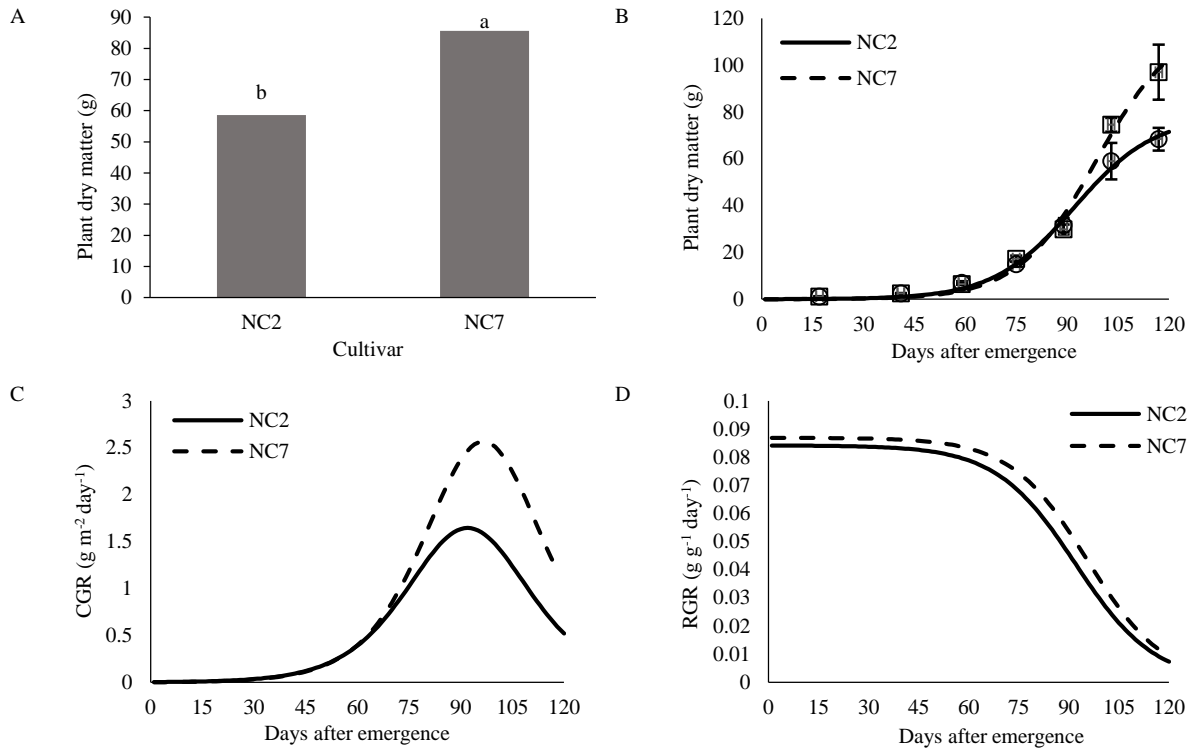 A
Plant dry matter (g)
90
80
70
60
50
40
30
20
10
0
b
a
NC2
NC7
Cultivar
B
Plant dry matter (g)
120
100
80
60
40
20
0
NC2
NC7
0 15 30 45 60 75 90 105 120
Days after emergence
C
CGR (g m⁻² day⁻¹)
3
2.5
2
1.5
1
0.5
0
NC2
NC7
0 15 30 45 60 75 90 105 120
Days after emergence
D
RGR (g g⁻¹ day⁻¹)
0.1
0.09
0.08
0.07
0.06
0.05
0.04
0.03
0.02
0.01
0
NC2
NC7
0 15 30 45 60 75 90 105 120
Days after emergence